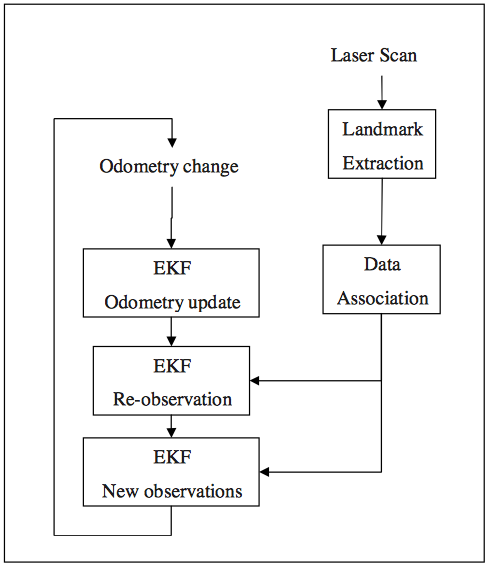 Laser Scan
Landmark
Extraction
Odometry change
EKF
Odometry update
Data
Association
EKF
Re-observation
EKF
New observations